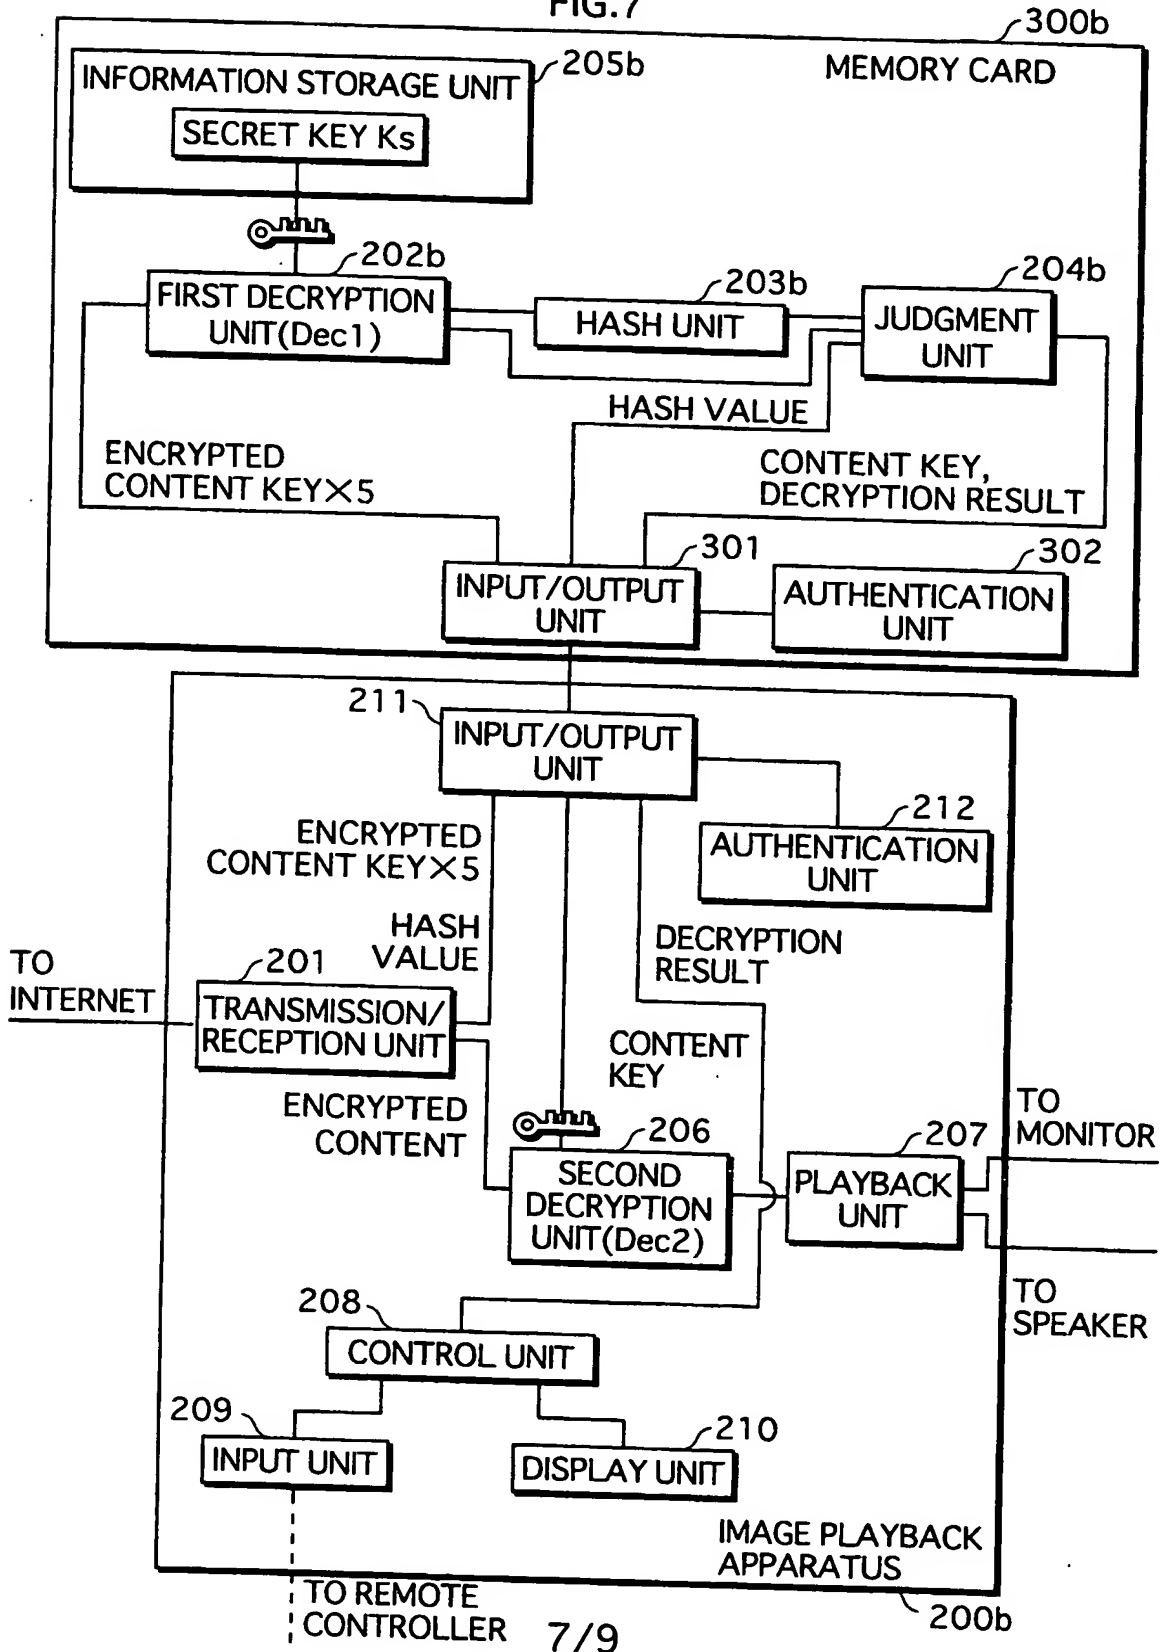 FIG.7
300b
MEMORY CARD
205b
INFORMATION STORAGE UNIT
SECRET KEY Ks
202b
FIRST DECRYPTION
UNIT(Dec1)
203b
HASH UNIT
204b
JUDGMENT
UNIT
HASH VALUE
ENCRYPTED
CONTENT KEY×5
CONTENT KEY,
DECRYPTION RESULT
301
INPUT/OUTPUT
UNIT
302
AUTHENTICATION
UNIT
211
INPUT/OUTPUT
UNIT
212
AUTHENTICATION
UNIT
ENCRYPTED
CONTENT KEY×5
HASH
VALUE
DECRYPTION
RESULT
TO
INTERNET
201
TRANSMISSION/
RECEPTION UNIT
CONTENT
KEY
ENCRYPTED
CONTENT
206
SECOND
DECRYPTION
UNIT(Dec2)
207
PLAYBACK
UNIT
TO
MONITOR
TO
SPEAKER
208
CONTROL UNIT
209
INPUT UNIT
210
DISPLAY UNIT
IMAGE PLAYBACK
APPARATUS
200b
TO REMOTE
CONTROLLER
7/9